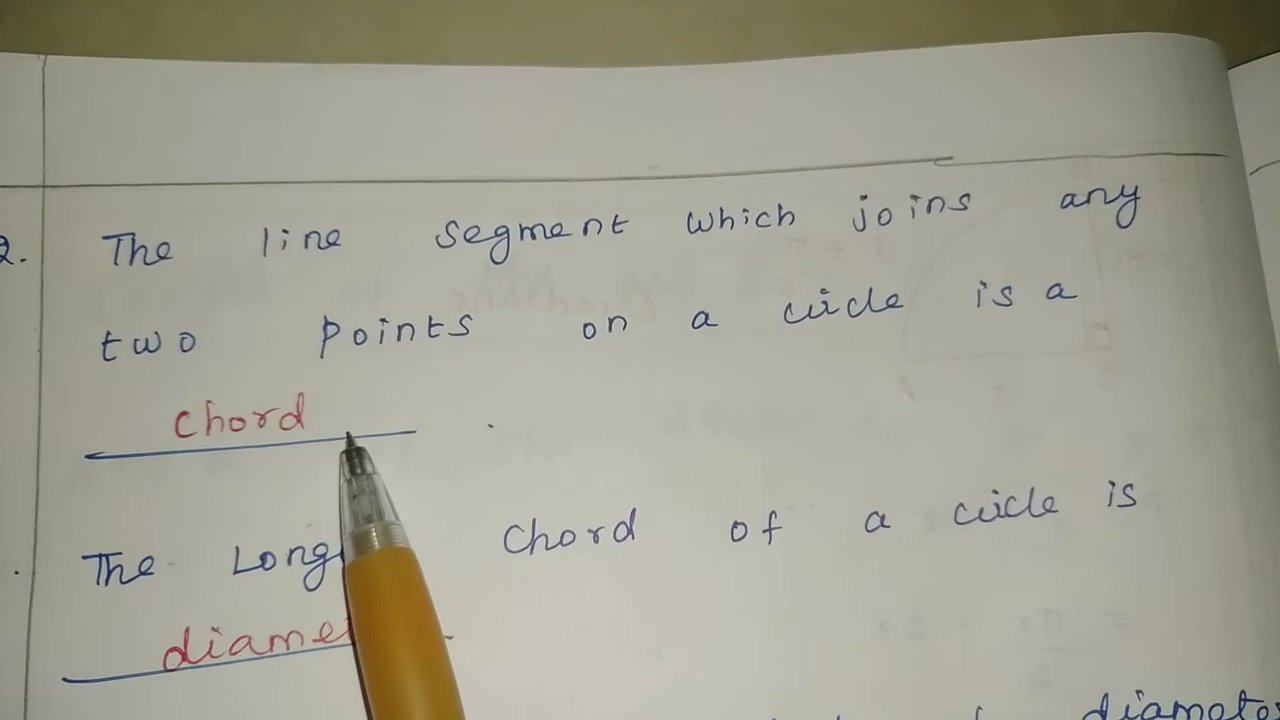 2. The line segment which joins any
two points on a circle is a
chord .
The Long chord of a circle is
diame .
diameter